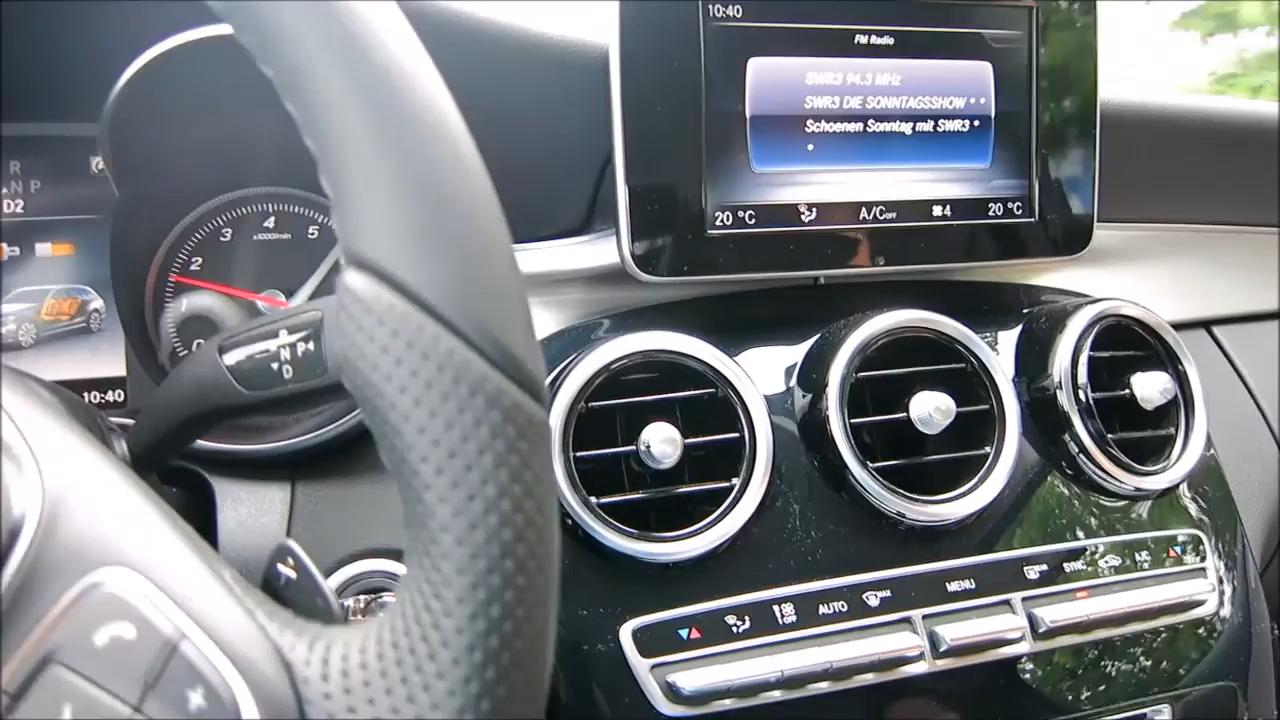 10:40
FM Radio
SWR3 94.3 MHz
SWR3 DIE SONNTAGSSHOW * *
Schoenen Sonntag mit SWR3 *
*
20 °C
A/C OFF
4
20 °C
R
N P
D2
10:40
2
3
4
5
x1000/min
R
N P
D
+
AUTO
OFF
MAX
MENU
REAR
SYNC
A/C